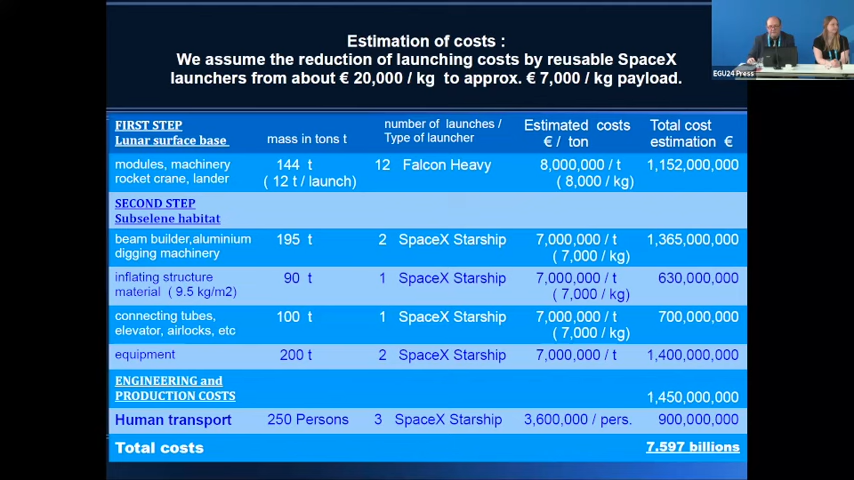 Estimation of costs :
We assume the reduction of launching costs by reusable SpaceX
launchers from about € 20,000 / kg to approx. € 7,000 / kg payload.
EGU24 Press
FIRST STEP
Lunar surface base
mass in tons t
number of launches /
Type of launcher
Estimated costs
€ / ton
Total cost
estimation €
modules, machinery
rocket crane, lander
144 t
( 12 t / launch)
12 Falcon Heavy
8,000,000 / t
( 8,000 / kg)
1,152,000,000
SECOND STEP
Subselene habitat
beam builder,aluminium
digging machinery
195 t
2 SpaceX Starship
7,000,000 / t
( 7,000 / kg)
1,365,000,000
inflating structure
material ( 9.5 kg/m2)
90 t
1 SpaceX Starship
7,000,000 / t
( 7,000 / kg)
630,000,000
connecting tubes,
elevator, airlocks, etc
100 t
1 SpaceX Starship
7,000,000 / t
( 7,000 / kg)
700,000,000
equipment
200 t
2 SpaceX Starship
7,000,000 / t
1,400,000,000
ENGINEERING and
PRODUCTION COSTS
1,450,000,000
Human transport
250 Persons
3 SpaceX Starship
3,600,000 / pers.
900,000,000
Total costs
7.597 billions